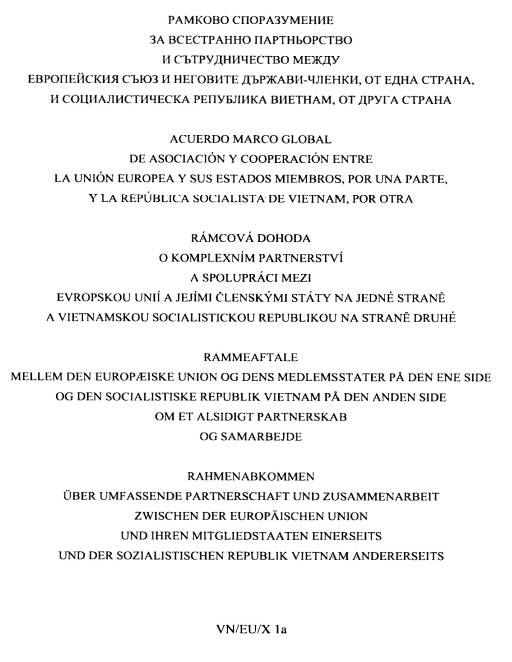 РАМКОВО СПОРАЗУМЕНИЕ
ЗА ВСЕСТРАННО ПАРТНЬОРСТВО
И СЪТРУДНИЧЕСТВО МЕЖДУ
ЕВРОПЕЙСКИЯ СЪЮЗ И НЕГОВИТЕ ДЪРЖАВИ-ЧЛЕНКИ, ОТ ЕДНА СТРАНА,
И СОЦИАЛИСТИЧЕСКА РЕПУБЛИКА ВИЕТНАМ, ОТ ДРУГА СТРАНА
ACUERDO MARCO GLOBAL
DE ASOCIACIÓN Y COOPERACIÓN ENTRE
LA UNIÓN EUROPEA Y SUS ESTADOS MIEMBROS, POR UNA PARTE,
Y LA REPÚBLICA SOCIALISTA DE VIETNAM, POR OTRA
RÁMCOVÁ DOHODA
O KOMPLEXNÍM PARTNERSTVÍ
A SPOLUPRÁCI MEZI
EVROPSKOU UNIÍ A JEJÍMI ČLENSKÝMI STÁTY NA JEDNÉ STRANĚ
A VIETNAMSKOU SOCIALISTICKOU REPUBLIKOU NA STRANĚ DRUHÉ
RAMMEAFTALE
MELLEM DEN EUROPÆISKE UNION OG DENS MEDLEMSSTATER PÅ DEN ENE SIDE
OG DEN SOCIALISTISKE REPUBLIK VIETNAM PÅ DEN ANDEN SIDE
OM ET ALSIDIGT PARTNERSKAB
OG SAMARBEJDE
RAHMENABKOMMEN
ÜBER UMFASSENDE PARTNERSCHAFT UND ZUSAMMENARBEIT
ZWISCHEN DER EUROPÄISCHEN UNION
UND IHREN MITGLIEDSTAATEN EINERSEITS
UND DER SOZIALISTISCHEN REPUBLIK VIETNAM ANDERERSEITS
VN/EU/X 1a